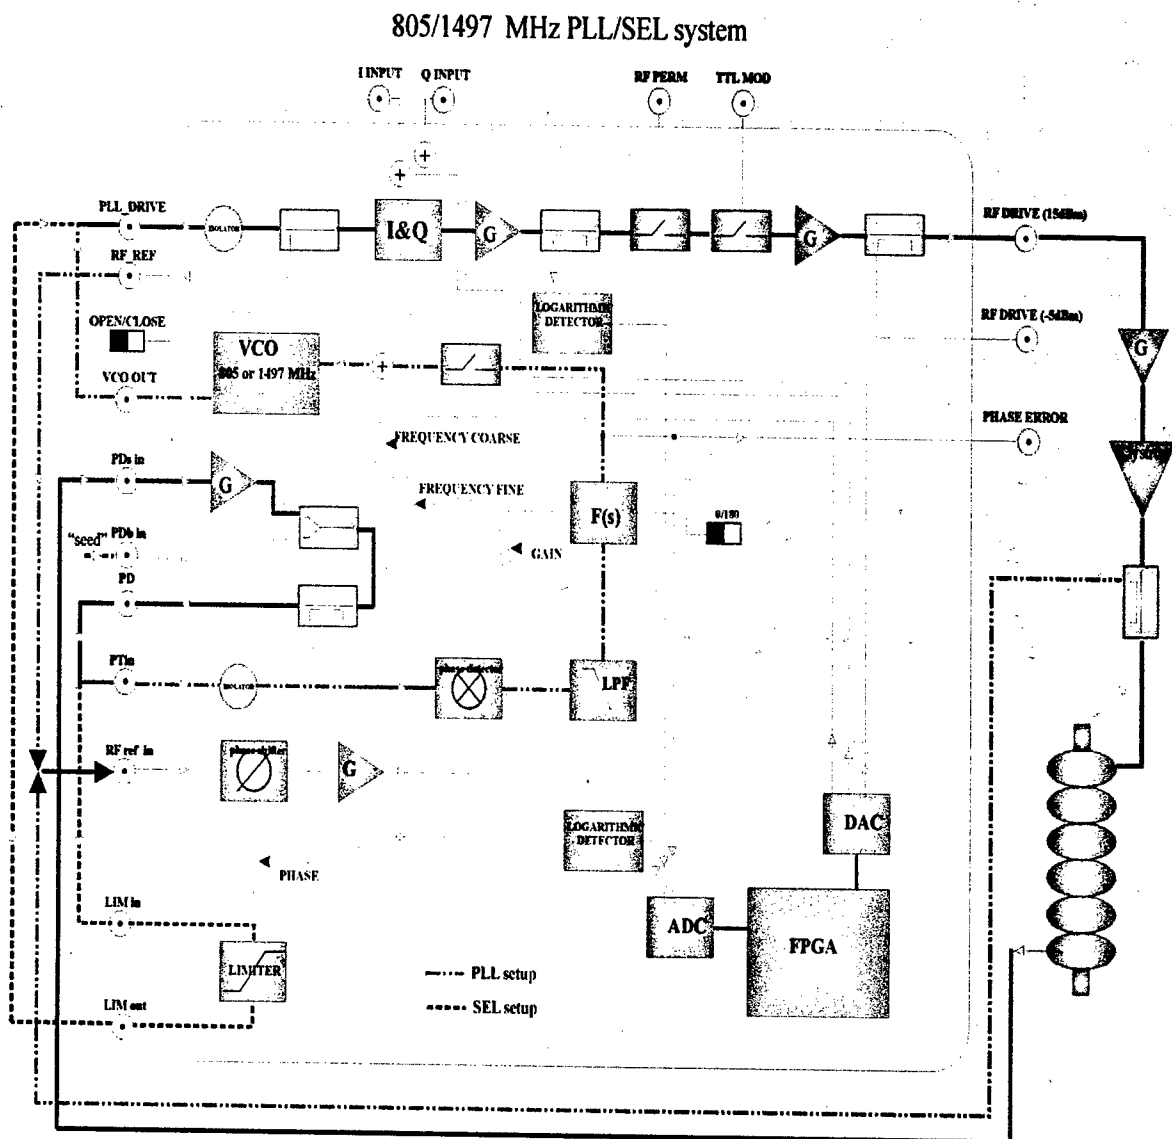 805/1497 MHz PLL/SEL system
I INPUT
Q INPUT
RF PERM
TTL MOD
PLL_DRIVE
ISOLATOR
I&Q
G
G
RF DRIVE (15dBm)
RF_REF
OPEN/CLOSE
LOGARITHMIC
DETECTOR
RF DRIVE (-5dBm)
VCO
805 or 1497 MHz
G
VCO OUT
FREQUENCY COARSE
PHASE ERROR
PDs in
G
FREQUENCY FINE
F(s)
0/180
"seed"
PDb in
GAIN
PD
PTin
ISOLATOR
phase detector
LPF
RF ref in
phase shifter
G
LOGARITHMIC
DETECTOR
DAC
PHASE
LIM in
ADC
FPGA
LIMITER
PLL setup
LIM out
SEL setup